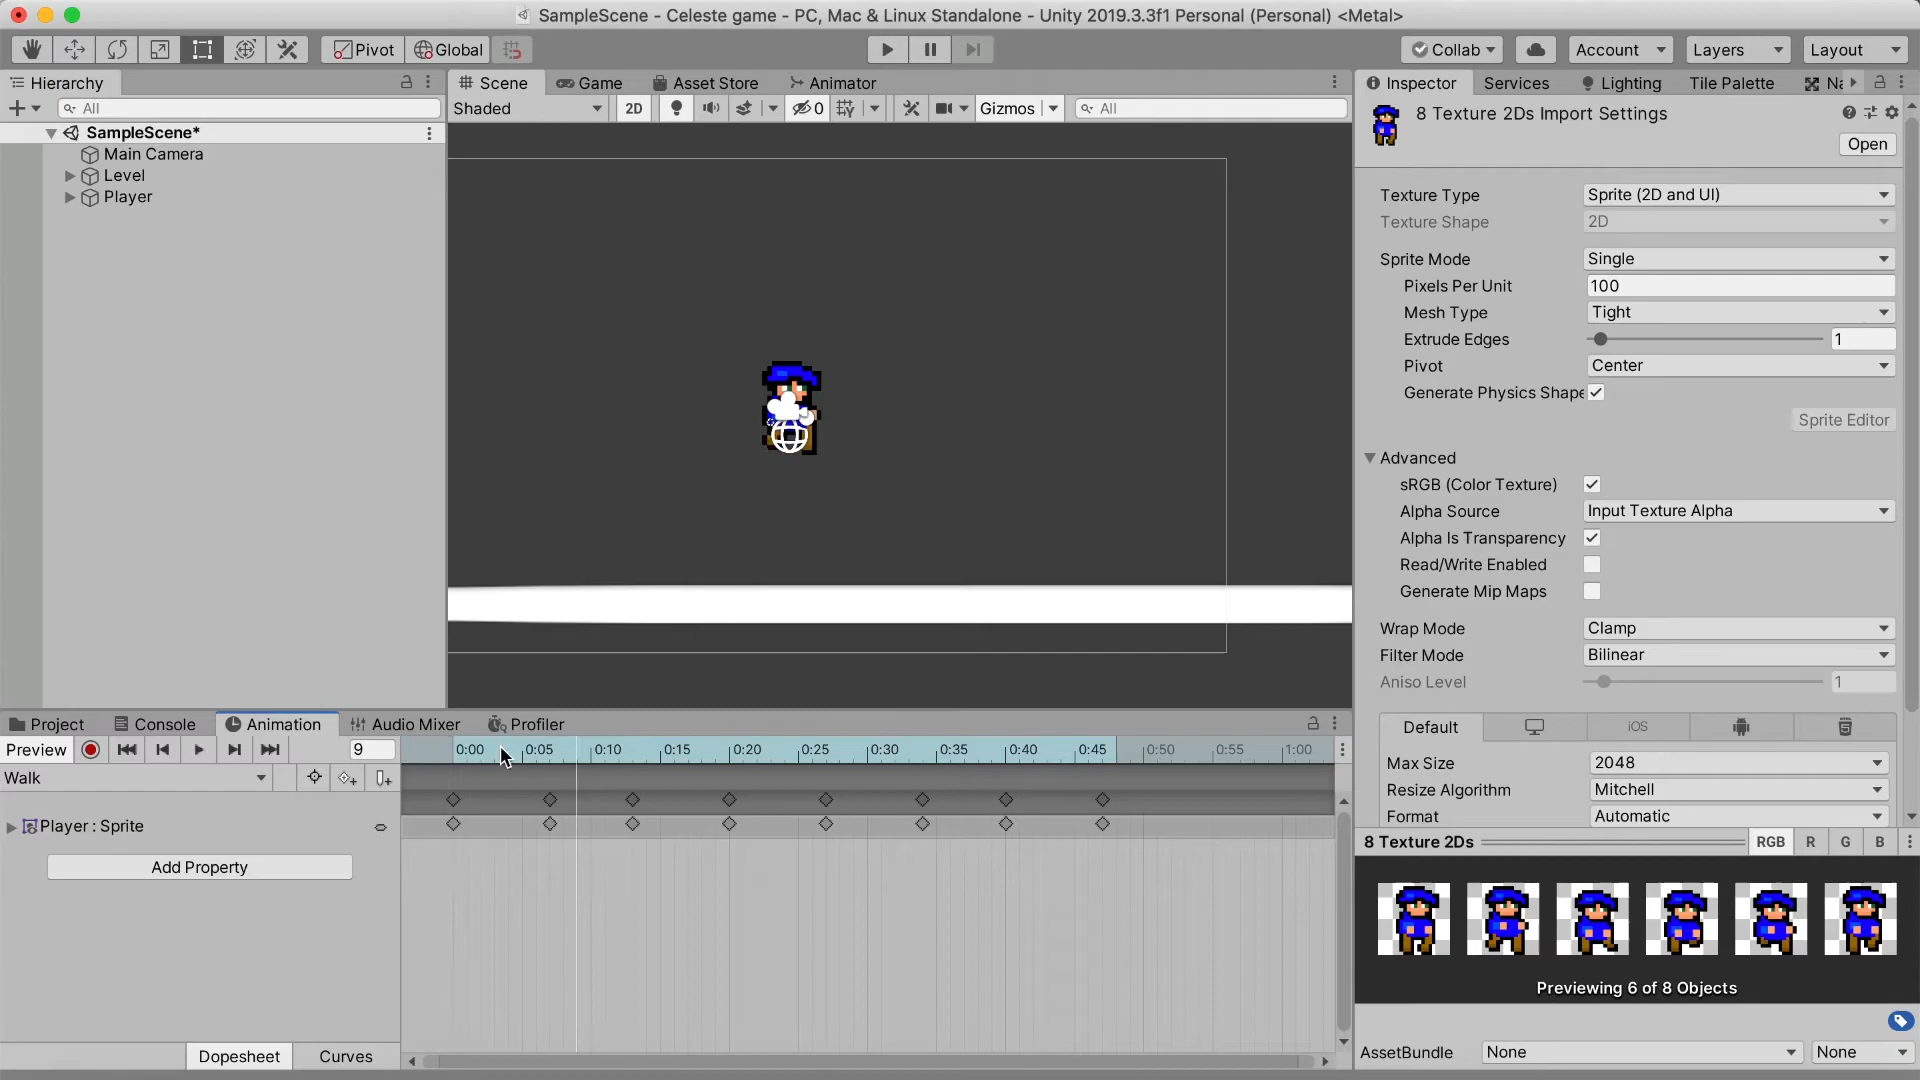 SampleScene - Celeste game - PC, Mac & Linux Standalone - Unity 2019.3.3f1 Personal (Personal) <Metal>
Pivot Global Collab Account Layers Layout
Hierarchy
All
SampleScene*
Main Camera
Level
Player
Scene Game Asset Store Animator
Shaded 2D 0 Gizmos All
Inspector Services Lighting Tile Palette Na
8 Texture 2Ds Import Settings
Open
Texture Type Sprite (2D and UI)
Texture Shape 2D
Sprite Mode Single
Pixels Per Unit 100
Mesh Type Tight
Extrude Edges 1
Pivot Center
Generate Physics Shape
Sprite Editor
Advanced
sRGB (Color Texture)
Alpha Source Input Texture Alpha
Alpha Is Transparency
Read/Write Enabled
Generate Mip Maps
Wrap Mode Clamp
Filter Mode Bilinear
Aniso Level 1
Default iOS
Max Size 2048
Resize Algorithm Mitchell
Format Automatic
8 Texture 2Ds RGB R G B
Previewing 6 of 8 Objects
AssetBundle None None
Project Console Animation Audio Mixer Profiler
Preview 9 0:00 0:05 0:10 0:15 0:20 0:25 0:30 0:35 0:40 0:45 0:50 0:55 1:00
Walk
Player : Sprite
Add Property
Dopesheet Curves